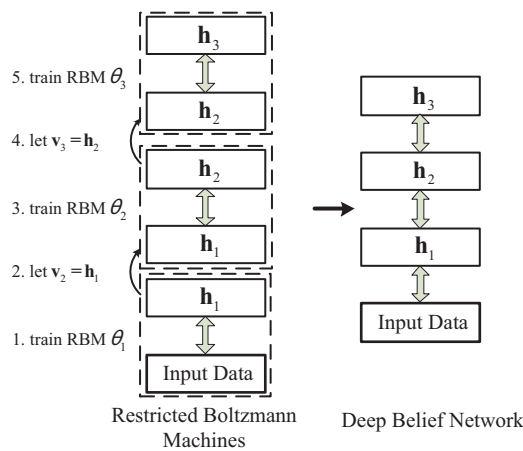 h3
5. train RBM θ3
h2
4. let v3 = h2
h2
3. train RBM θ2
h1
2. let v2 = h1
h1
1. train RBM θ1
Input Data
Restricted Boltzmann
Machines
h3
h2
h1
Input Data
Deep Belief Network